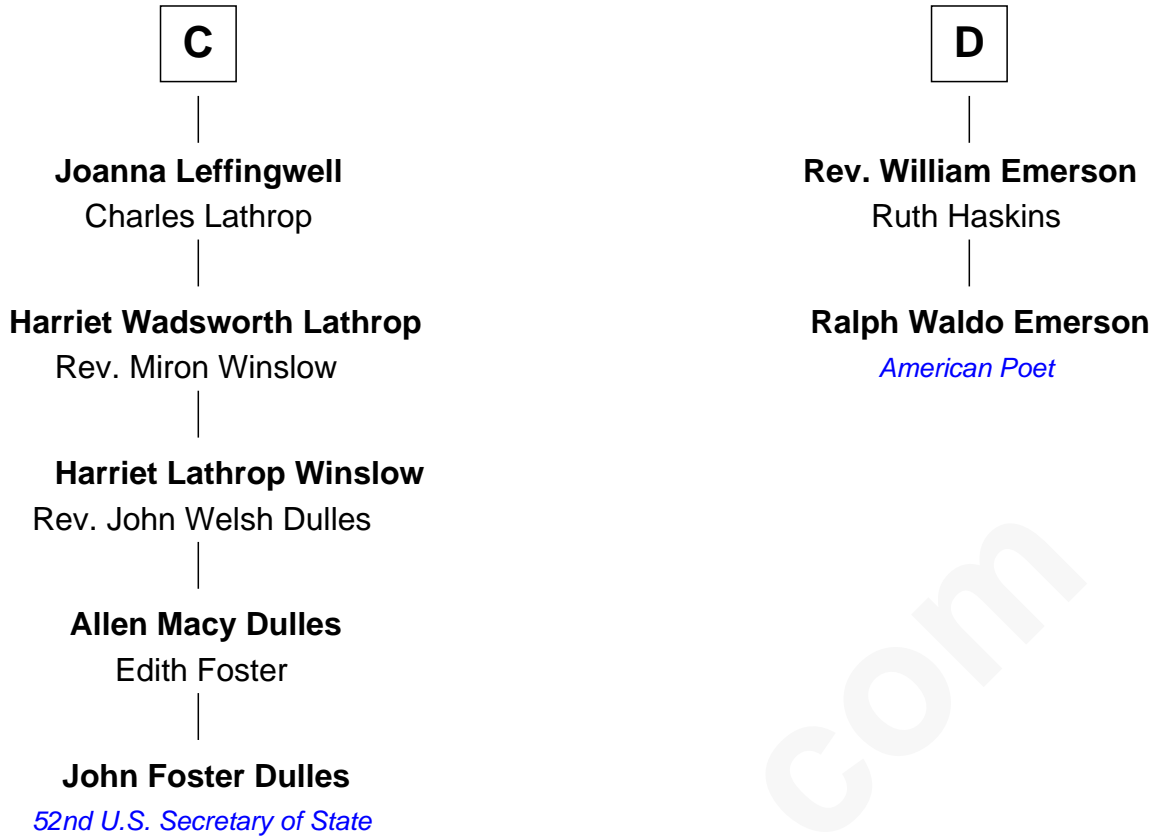 C
Joanna Leffingwell
Charles Lathrop
Harriet Wadsworth Lathrop
Rev. Miron Winslow
Harriet Lathrop Winslow
Rev. John Welsh Dulles
Allen Macy Dulles
Edith Foster
John Foster Dulles
52nd U.S. Secretary of State
D
Rev. William Emerson
Ruth Haskins
Ralph Waldo Emerson
American Poet
com